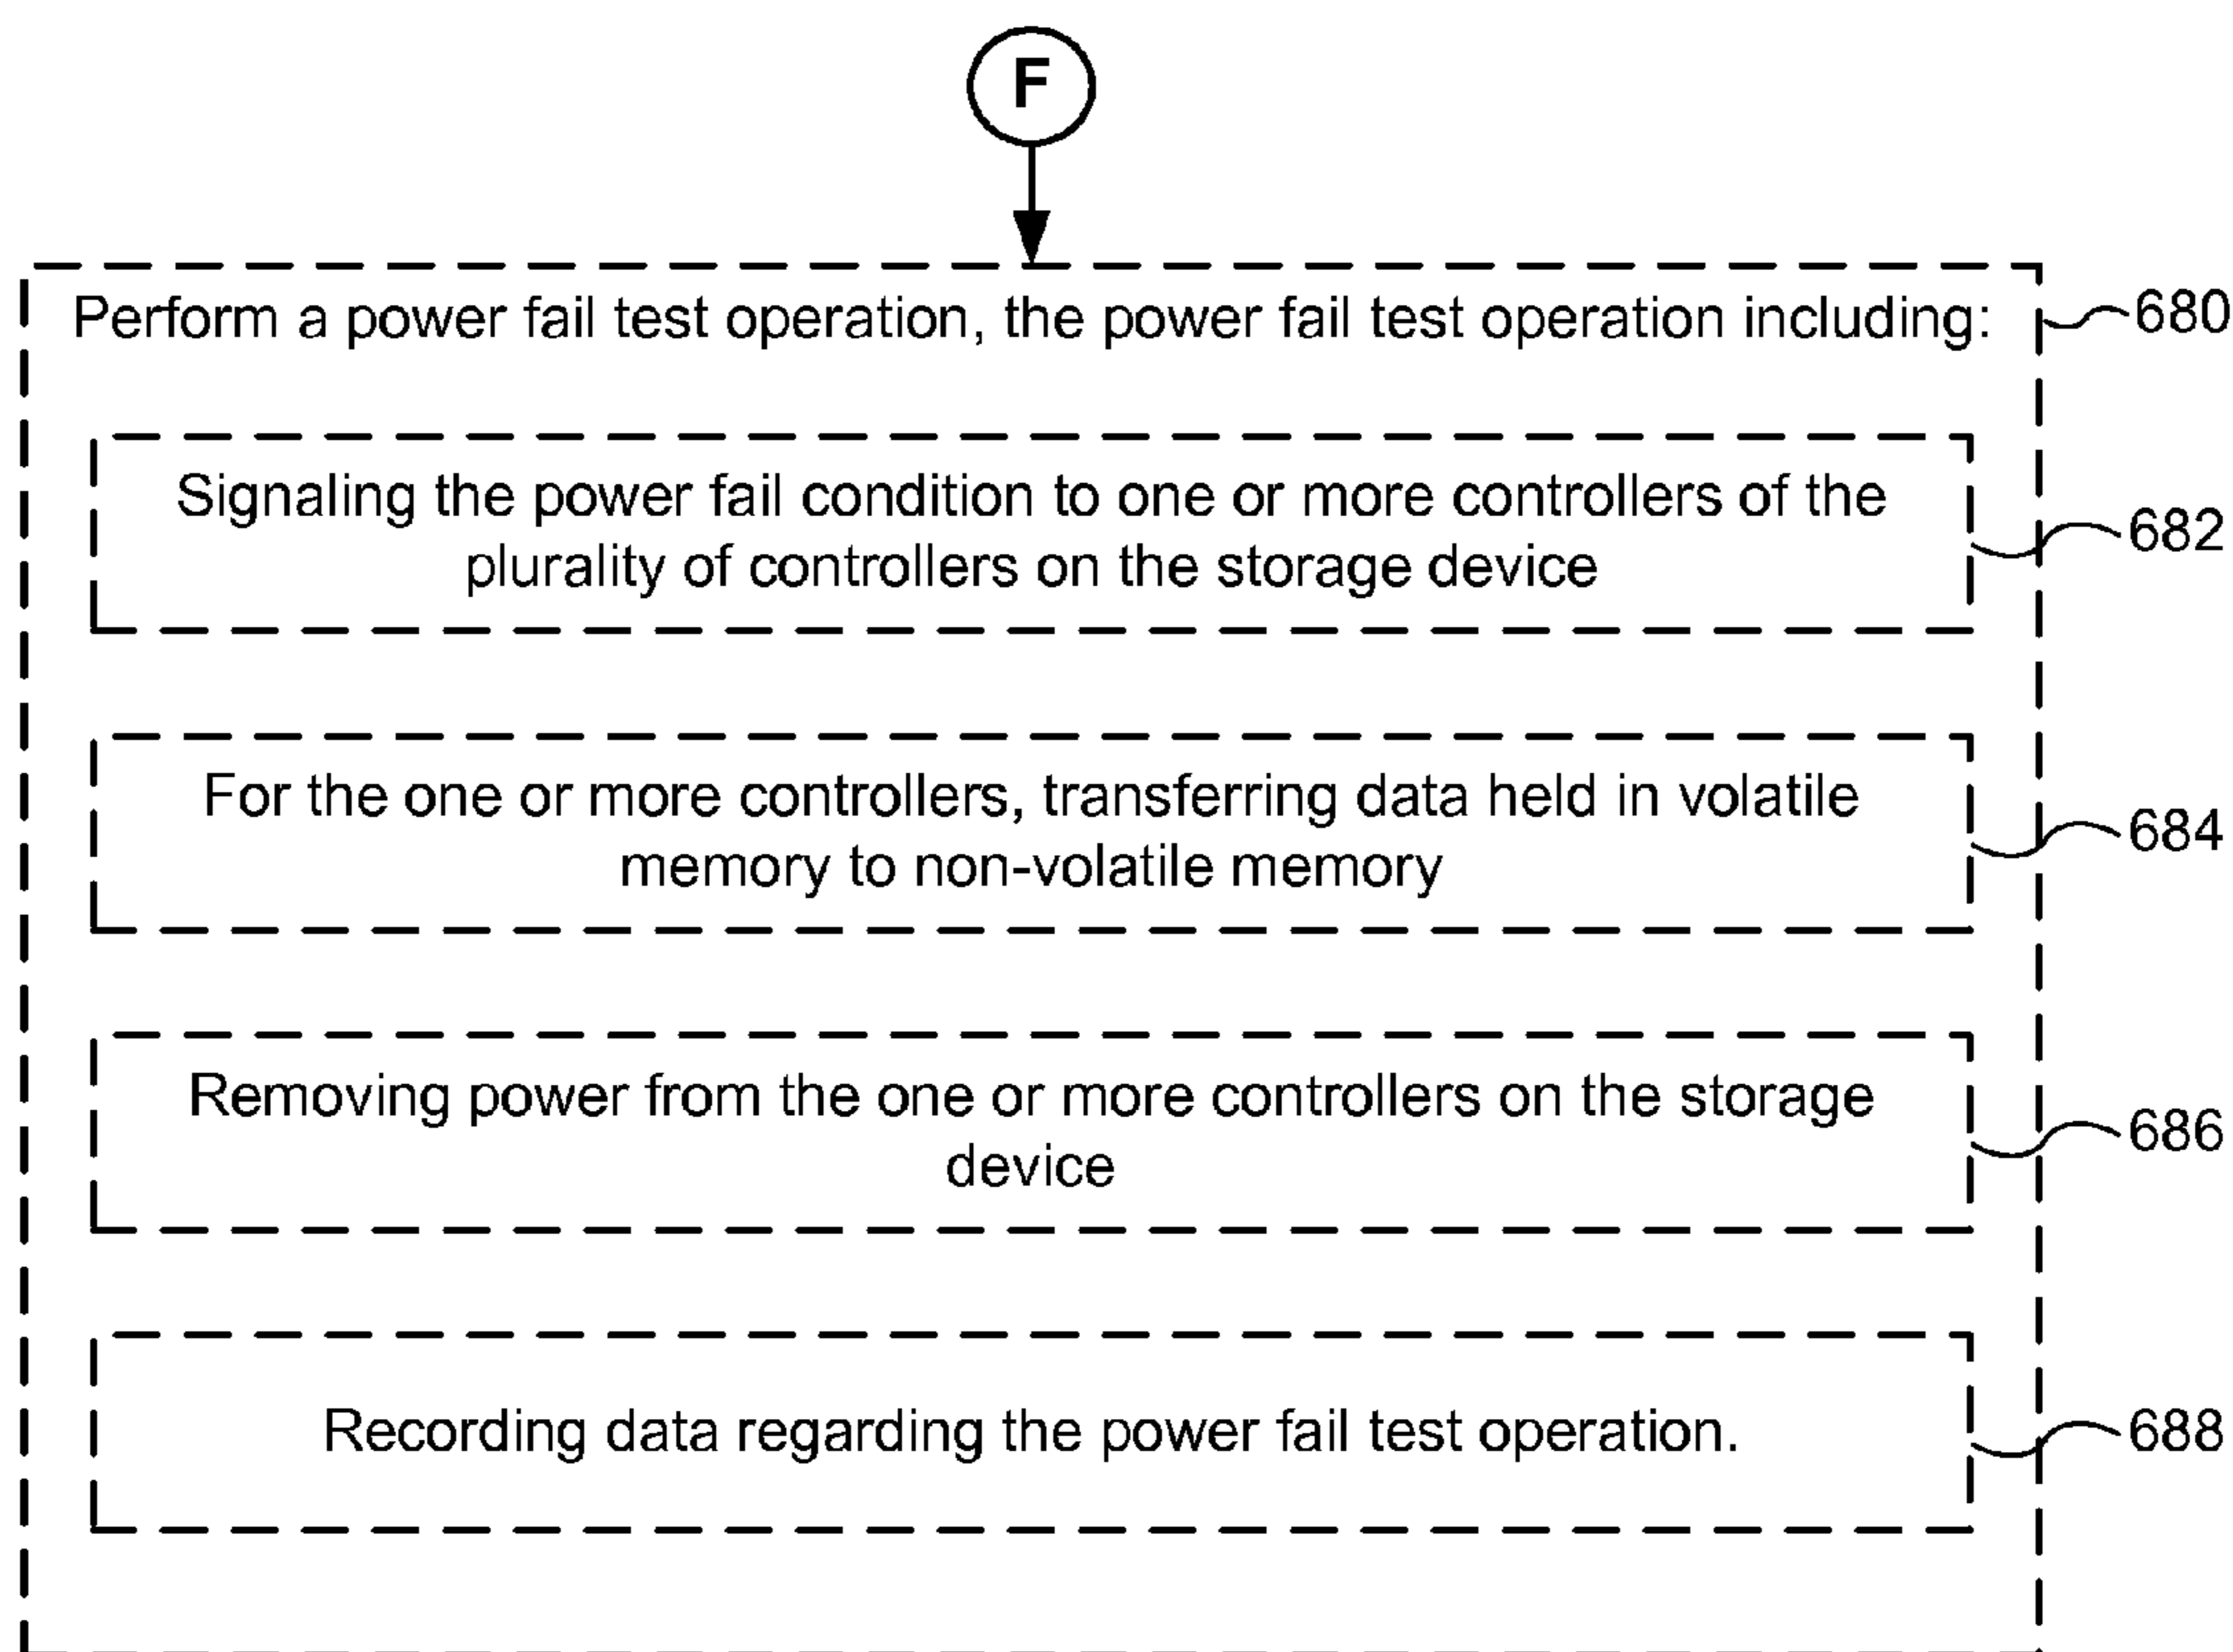 F
Perform a power fail test operation, the power fail test operation including:
680
Signaling the power fail condition to one or more controllers of the
plurality of controllers on the storage device
682
For the one or more controllers, transferring data held in volatile
memory to non-volatile memory
684
Removing power from the one or more controllers on the storage
device
686
Recording data regarding the power fail test operation.
688